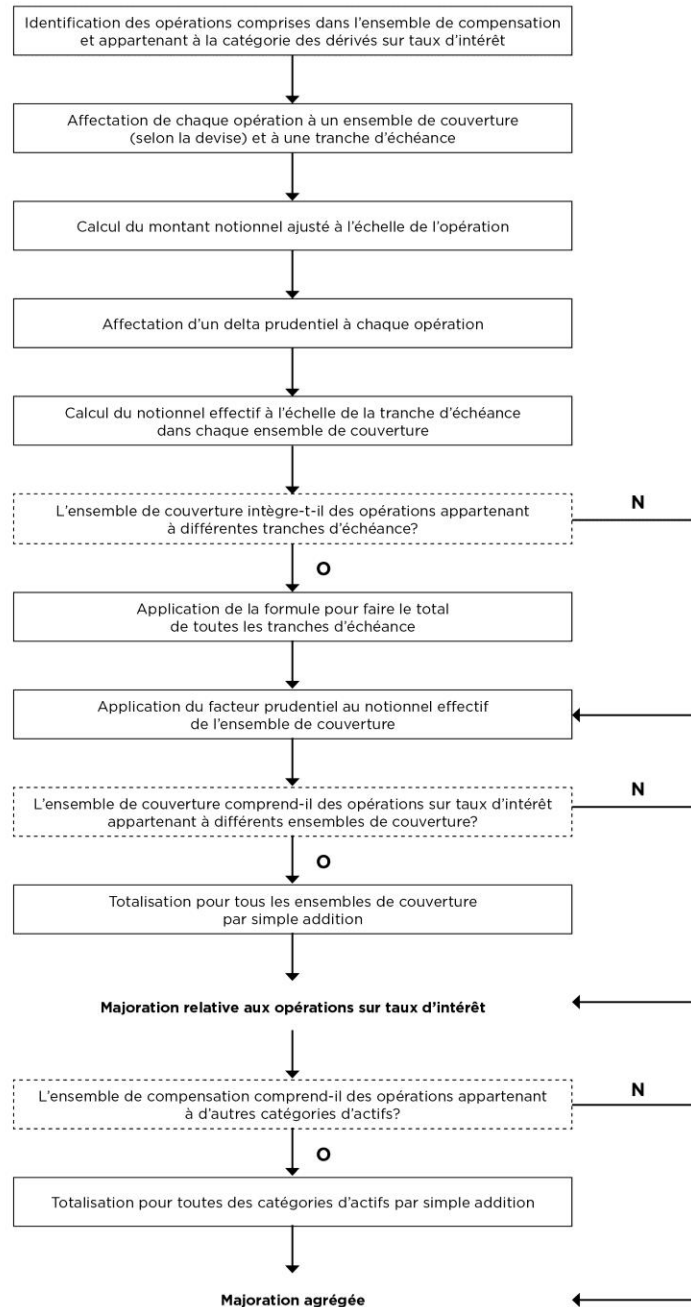 Identification des opérations comprises dans l'ensemble de compensation
et appartenant à la catégorie des dérivés sur taux d'intérêt
Affectation de chaque opération à un ensemble de couverture
(selon la devise) et à une tranche d'échéance
Calcul du montant notionnel ajusté à l'échelle de l'opération
Affectation d'un delta prudentiel à chaque opération
Calcul du notionnel effectif à l'échelle de la tranche d'échéance
dans chaque ensemble de couverture
L'ensemble de couverture intègre-t-il des opérations appartenant
à différentes tranches d'échéance?
N
O
Application de la formule pour faire le total
de toutes les tranches d'échéance
Application du facteur prudentiel au notionnel effectif
de l'ensemble de couverture
L'ensemble de couverture comprend-il des opérations sur taux d'intérêt
appartenant à différents ensembles de couverture?
N
O
Totalisation pour tous les ensembles de couverture
par simple addition
Majoration relative aux opérations sur taux d'intérêt
L'ensemble de compensation comprend-il des opérations appartenant
à d'autres catégories d'actifs?
N
O
Totalisation pour toutes des catégories d'actifs par simple addition
Majoration agrégée